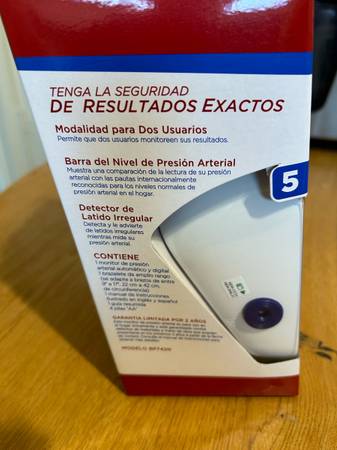 TENGA LA SEGURIDAD
DE RESULTADOS EXACTOS
Modalidad para Dos Usuarios
Permite que dos usuarios monitoreen sus resultados.
Barra del Nivel de Presión Arterial
Muestra una comparación de la lectura de su presión
arterial con las pautas internacionalmente
reconocidas para los niveles normales de
presión arterial en el hogar.
5
Detector de
Latido Irregular
Detecta y le advierte
de latidos irregulares
mientras mide su
presión arterial.
CONTIENE
1 monitor de presión
arterial automático y digital
1 brazalete de amplio rango
(se adapta a brazos de entre
9" a 17", 22 cm a 42 cm,
de circunferencia)
1 manual de instrucciones
ilustrado en inglés y español
1 guía resumida
4 pilas "AA"
GARANTÍA LIMITADA POR 5 AÑOS
MODELO BP742N